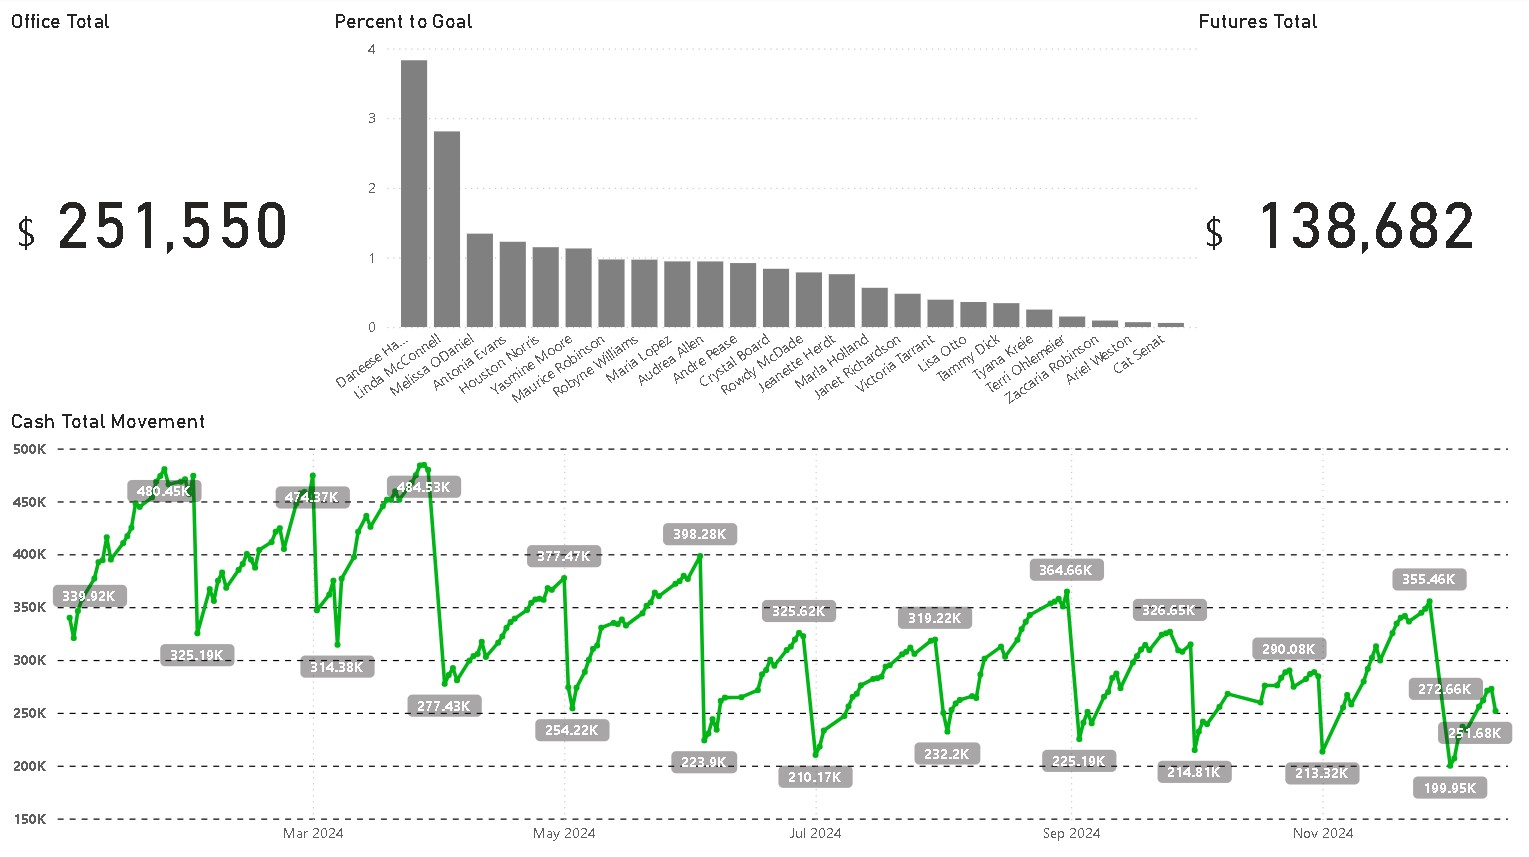 Office Total
Percent to Goal
Futures Total
$ 251,550
4
3
2
1
0
Daneese Ha...
Linda McConnell
Melissa ODaniel
Antonia Evans
Houston Norris
Yasmine Moore
Maurice Robinson
Robyne Williams
Maria Lopez
Audrea Allen
Andre Pease
Crystal Board
Rowdy McDade
Jeanette Herdt
Marla Holland
Janet Richardson
Victoria Tarrant
Lisa Otto
Tammy Dick
Tyana Kreie
Terri Ohlemeier
Zaccaria Robinson
Ariel Weston
Cat Senat
$ 138,682
Cash Total Movement
500K
450K
400K
350K
300K
250K
200K
150K
339.92K
480.45K
325.19K
474.37K
314.38K
484.53K
277.43K
377.47K
254.22K
398.28K
223.9K
325.62K
210.17K
319.22K
232.2K
364.66K
225.19K
326.65K
214.81K
290.08K
213.32K
355.46K
199.95K
272.66K
251.68K
Mar 2024
May 2024
Jul 2024
Sep 2024
Nov 2024